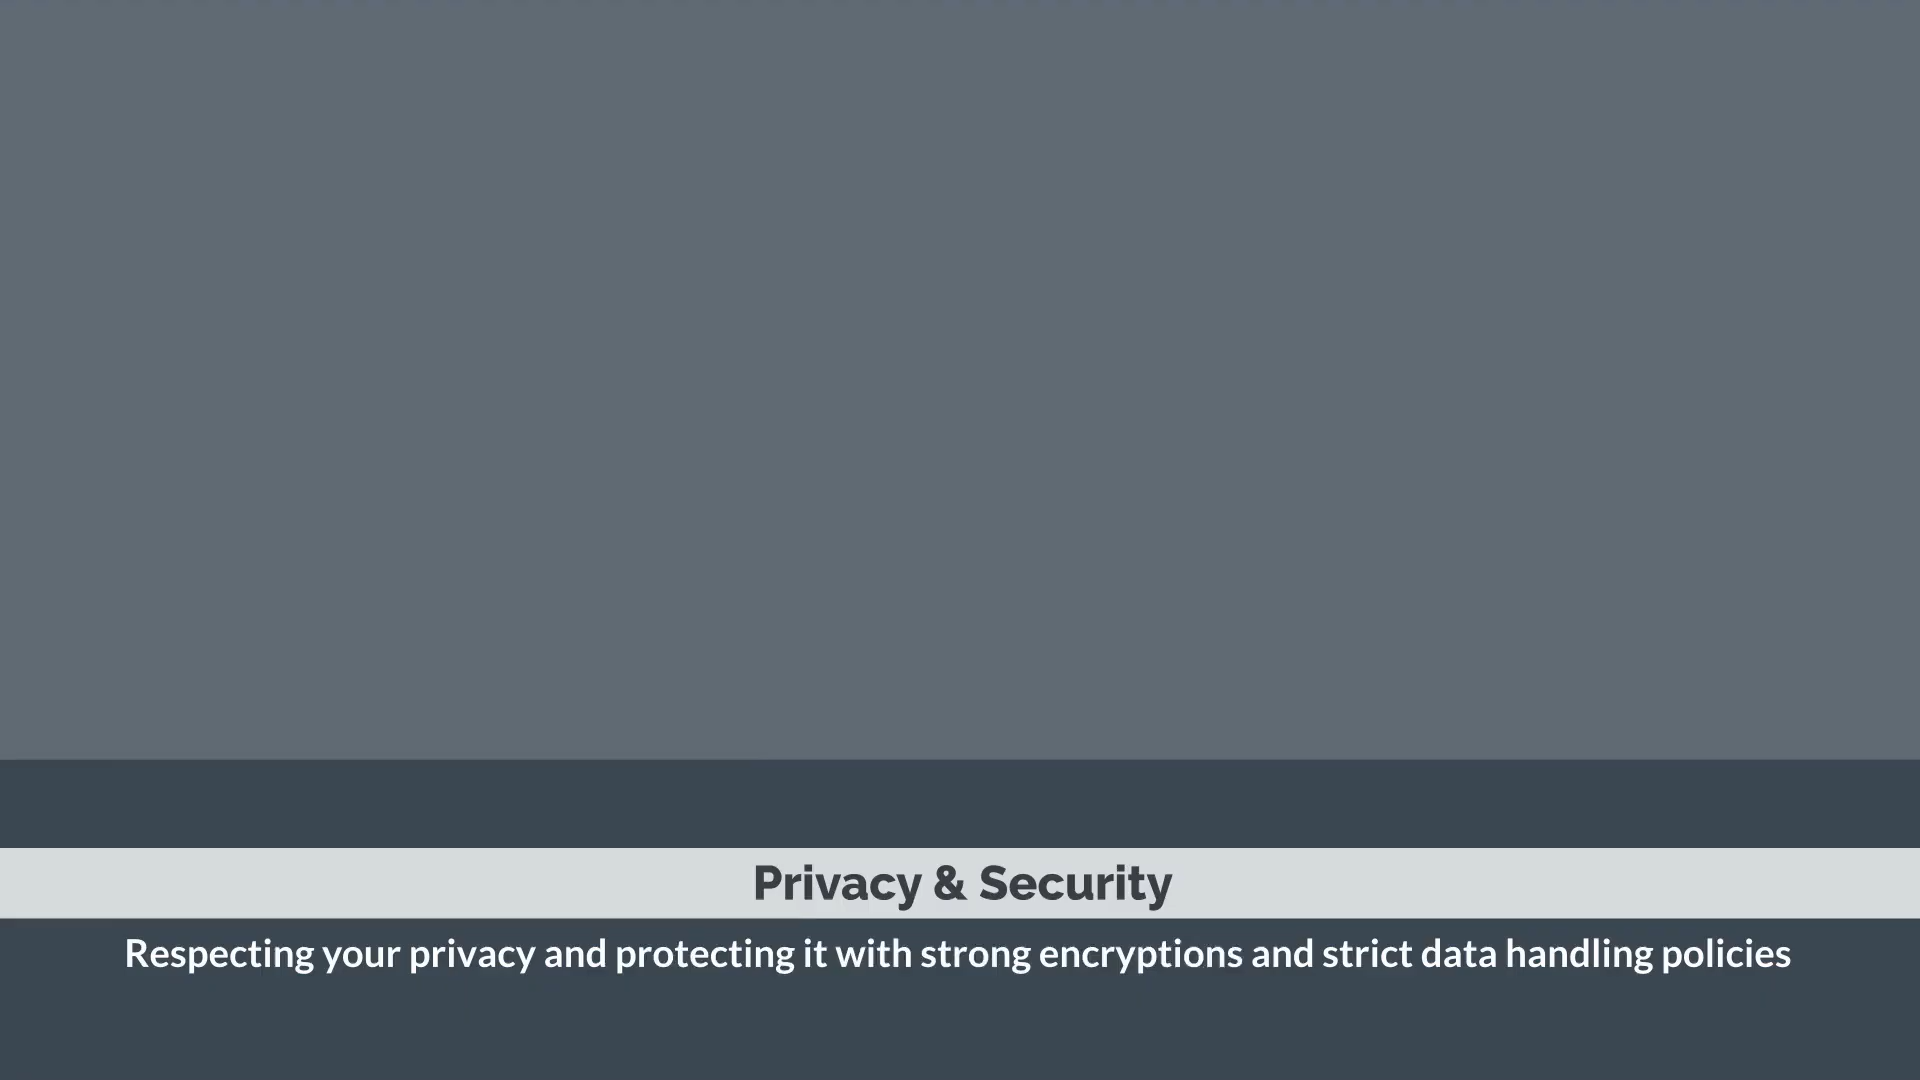 Privacy & Security
Respecting your privacy and protecting it with strong encryptions and strict data handling policies